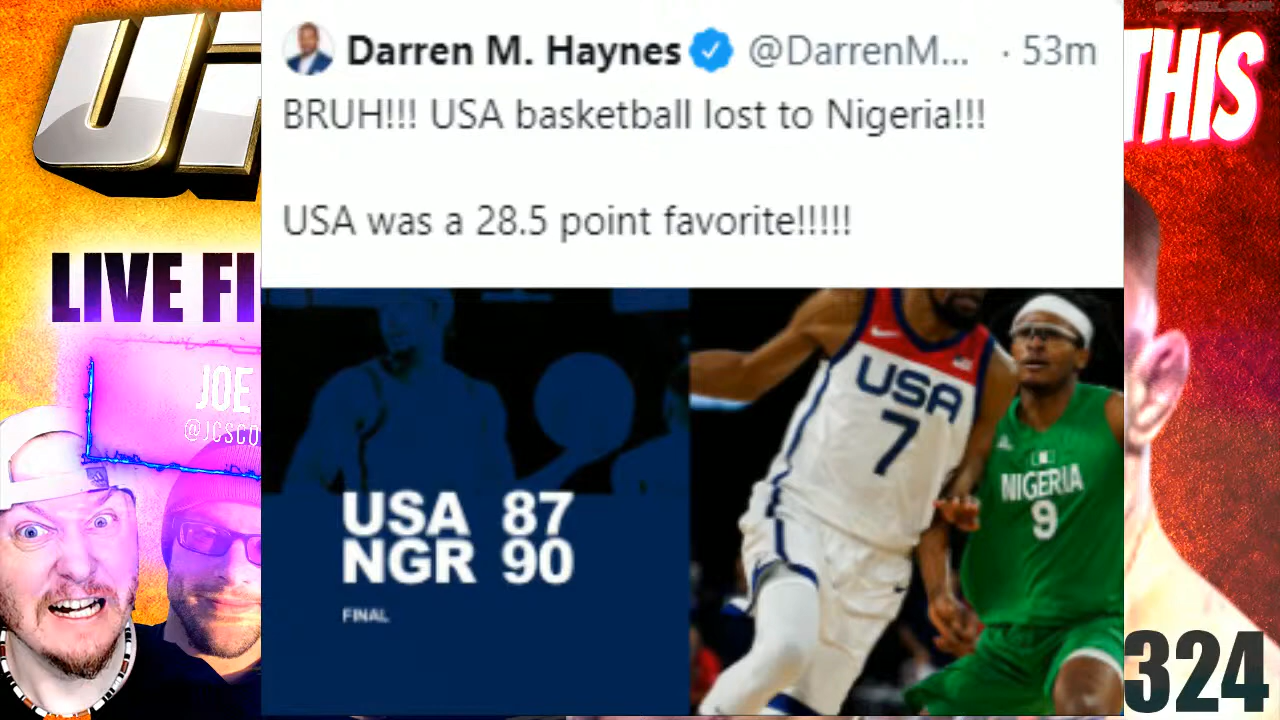 Darren M. Haynes @DarrenM... · 53m
BRUH!!! USA basketball lost to Nigeria!!!
USA was a 28.5 point favorite!!!!!
THIS
LIVE FI
JOE
@JCSCO
USA 87
NGR 90
FINAL
USA
7
NIGERIA
9
324